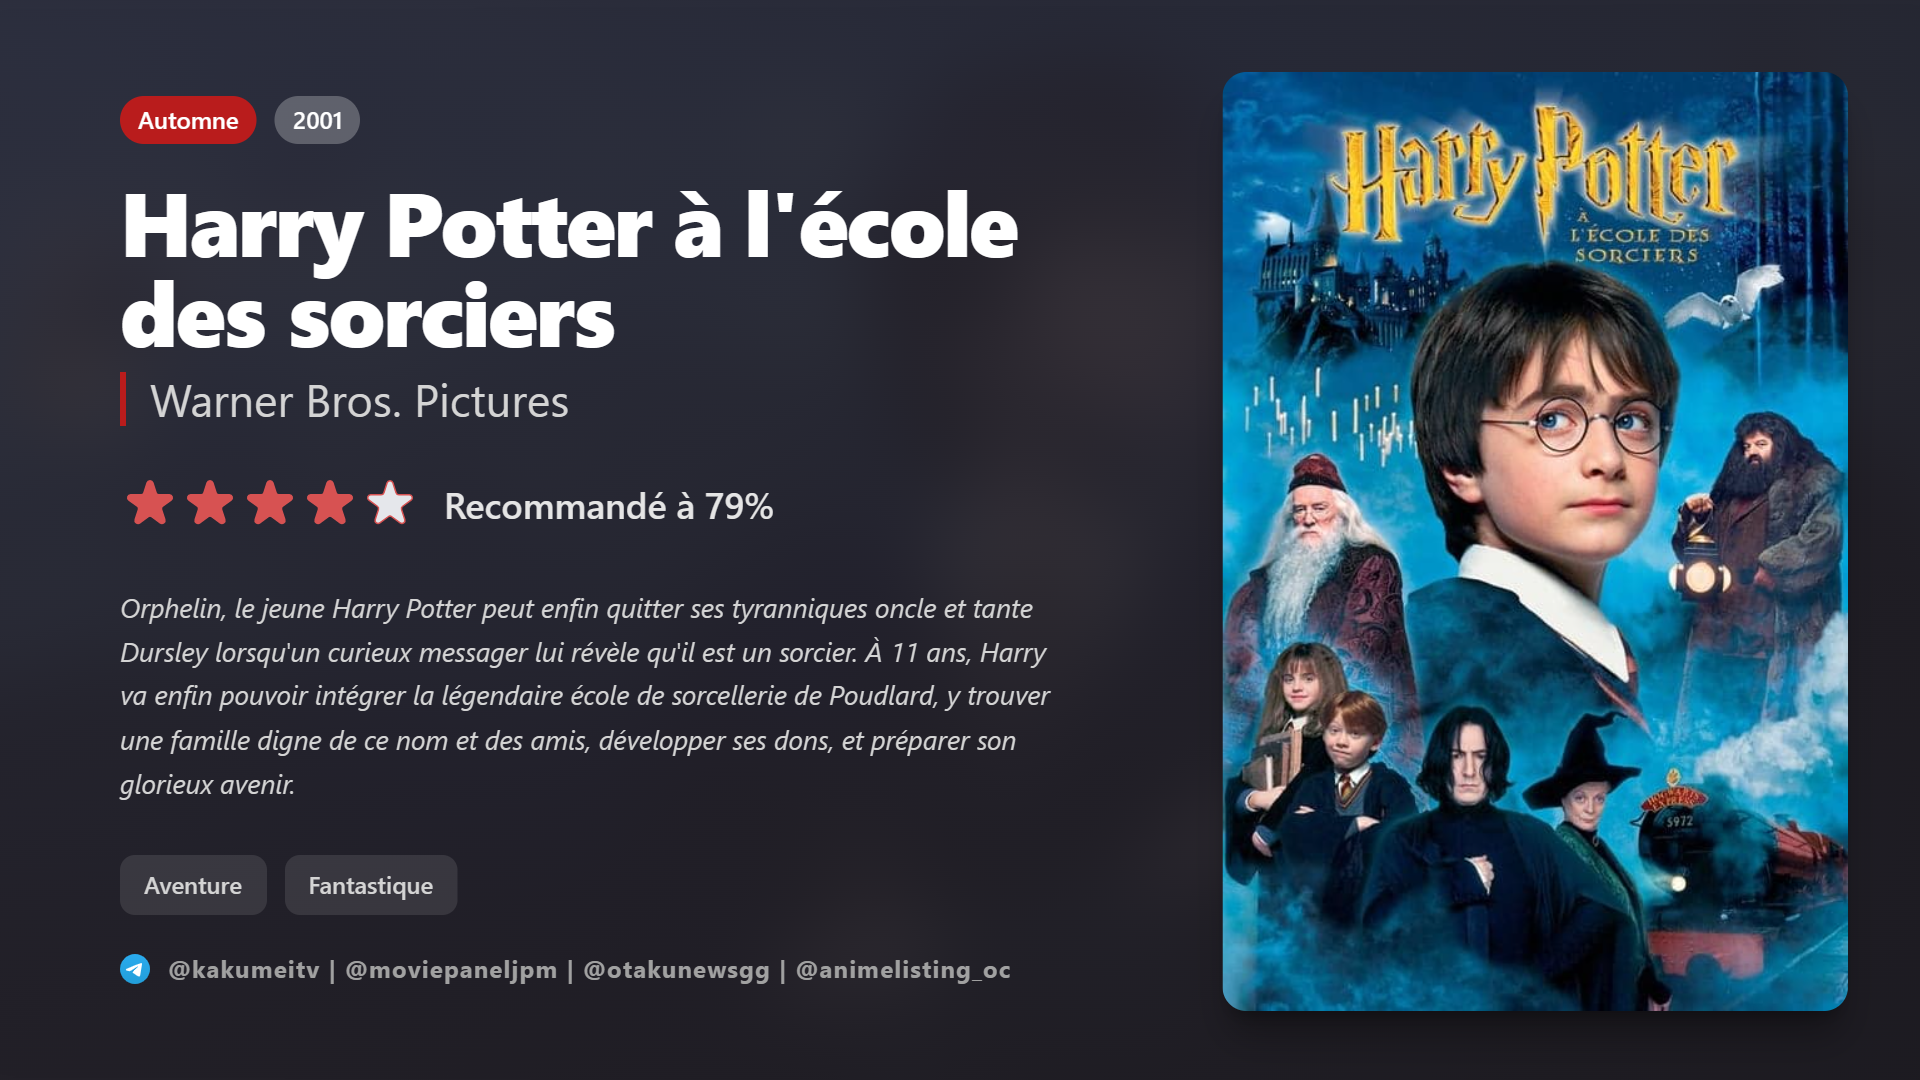 Automne 2001
Harry Potter à l'école
des sorciers
Warner Bros. Pictures
Recommandé à 79%
Orphelin, le jeune Harry Potter peut enfin quitter ses tyranniques oncle et tante
Dursley lorsqu'un curieux messager lui révèle qu'il est un sorcier. À 11 ans, Harry
va enfin pouvoir intégrer la légendaire école de sorcellerie de Poudlard, y trouver
une famille digne de ce nom et des amis, développer ses dons, et préparer son
glorieux avenir.
Aventure Fantastique
@kakumeitv | @moviepaneljpm | @otakunewsgg | @animelisting_oc
Harry Potter
À
L'ÉCOLE DES
SORCIERS
HOGWARTS
EXPRESS
5972